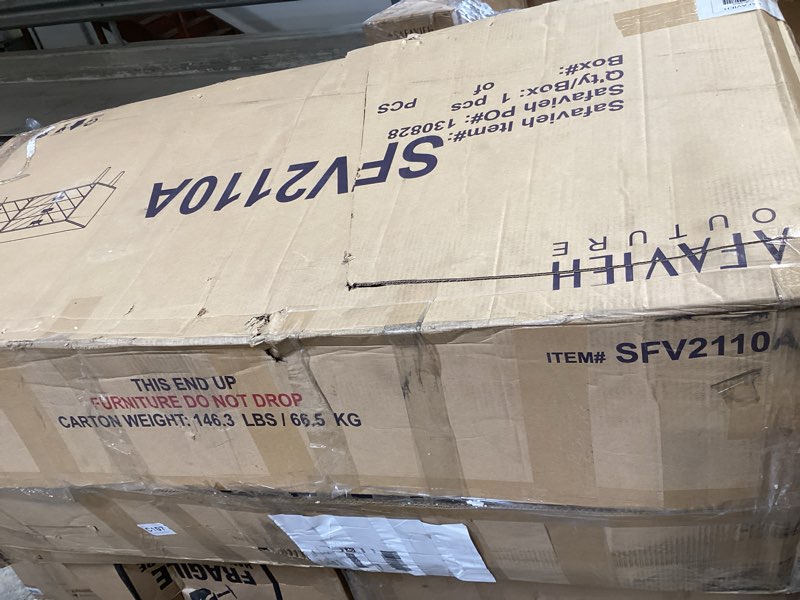 Safavieh Item#:
SFV2110A
Safavieh PO#: 130828
Q'ty/Box: 1 pcs
Box#: of PCS
AFAVIEH
OUTURE
ITEM# SFV2110A
THIS END UP
FURNITURE DO NOT DROP
CARTON WEIGHT: 146.3 LBS / 66.5 KG
FRAGILE